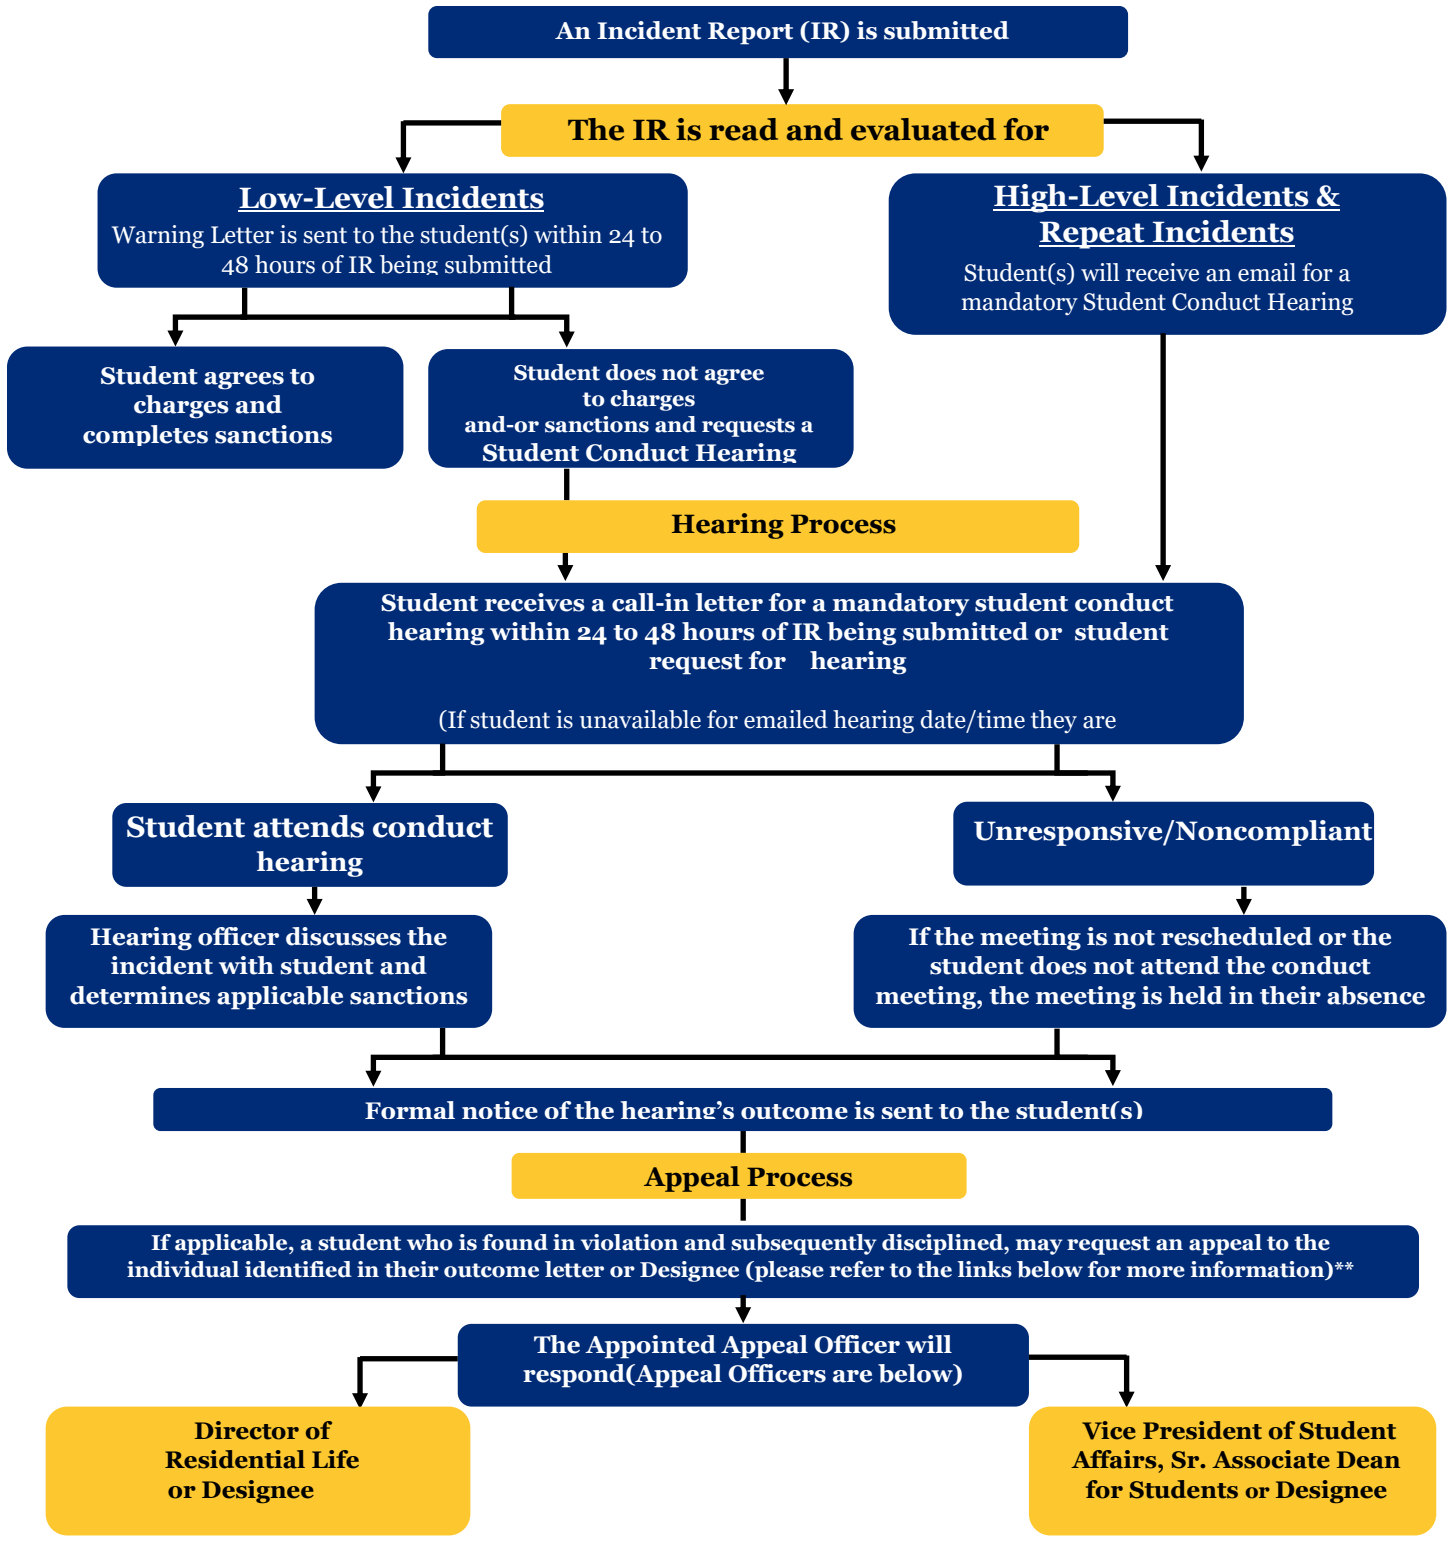 An Incident Report (IR) is submitted
The IR is read and evaluated for
Low-Level Incidents
Warning Letter is sent to the student(s) within 24 to
48 hours of IR being submitted
High-Level Incidents &
Repeat Incidents
Student(s) will receive an email for a
mandatory Student Conduct Hearing
Student agrees to
charges and
completes sanctions
Student does not agree
to charges
and-or sanctions and requests a
Student Conduct Hearing
Hearing Process
Student receives a call-in letter for a mandatory student conduct
hearing within 24 to 48 hours of IR being submitted or student
request for hearing
(If student is unavailable for emailed hearing date/time they are
Student attends conduct
hearing
Unresponsive/Noncompliant
Hearing officer discusses the
incident with student and
determines applicable sanctions
If the meeting is not rescheduled or the
student does not attend the conduct
meeting, the meeting is held in their absence
Formal notice of the hearing's outcome is sent to the student(s)
Appeal Process
If applicable, a student who is found in violation and subsequently disciplined, may request an appeal to the
individual identified in their outcome letter or Designee (please refer to the links below for more information)**
The Appointed Appeal Officer will
respond(Appeal Officers are below)
Director of
Residential Life
or Designee
Vice President of Student
Affairs, Sr. Associate Dean
for Students or Designee